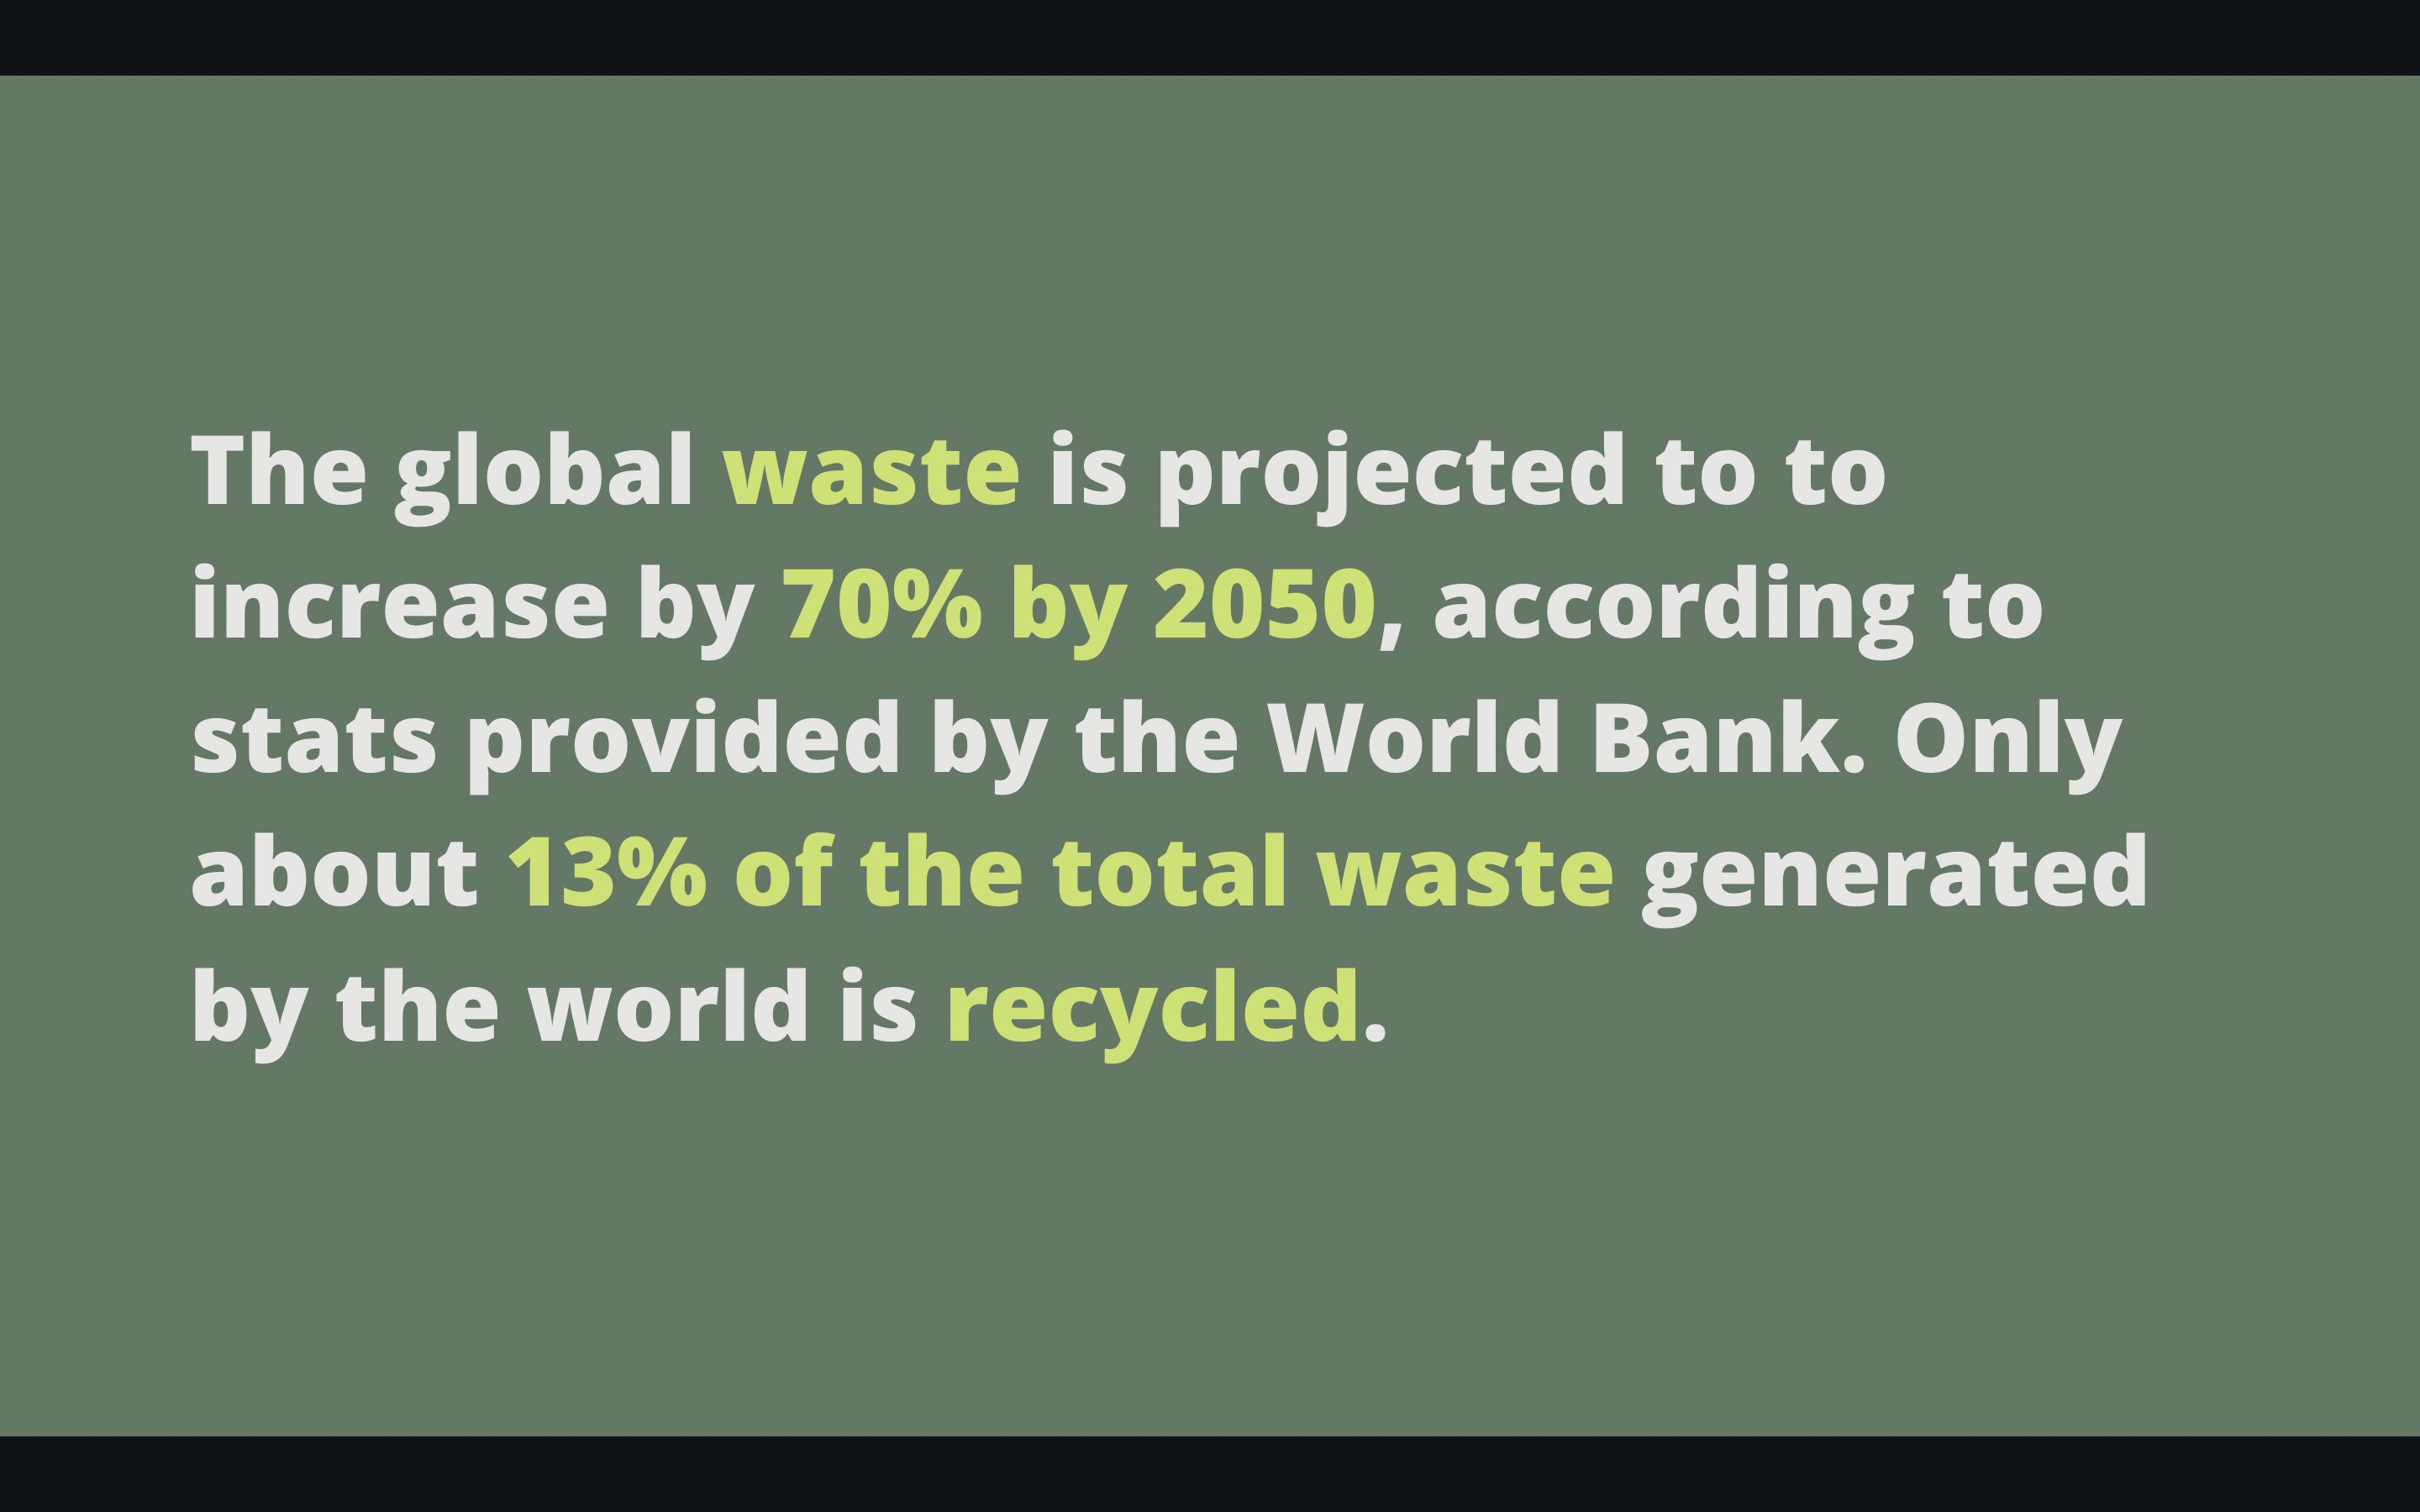 The global waste is projected to to
increase by 70% by 2050, according to
stats provided by the World Bank. Only
about 13% of the total waste generated
by the world is recycled.